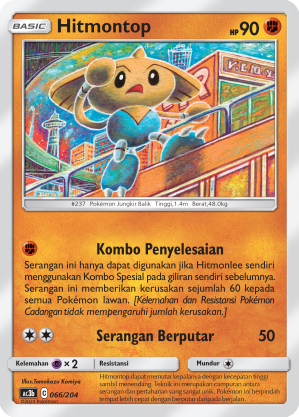 BASIC Hitmontop HP 90
#237 Pokémon Jungkir Balik Tinggi,1.4m Berat,48.0kg
Kombo Penyelesaian
Serangan ini hanya dapat digunakan jika Hitmonlee sendiri
menggunakan Kombo Spesial pada giliran sendiri sebelumnya.
Serangan ini memberikan kerusakan sejumlah 60 kepada
semua Pokémon lawan. [Kelemahan dan Resistansi Pokémon
Cadangan tidak mempengaruhi jumlah kerusakan.]
Serangan Berputar 50
Kelemahan × 2 Resistansi Mundur
Illus.Tomokazu Komiya
Hitmontop dapat memutar kepalanya dengan kecepatan tinggi
sambil menendang. Teknik ini merupakan campuran antara
serangan dan pertahanan yang sangat unik. Pokémon ini berpindah
tempat lebih cepat dengan berputar daripada berjalan.
sc3b C 066/204